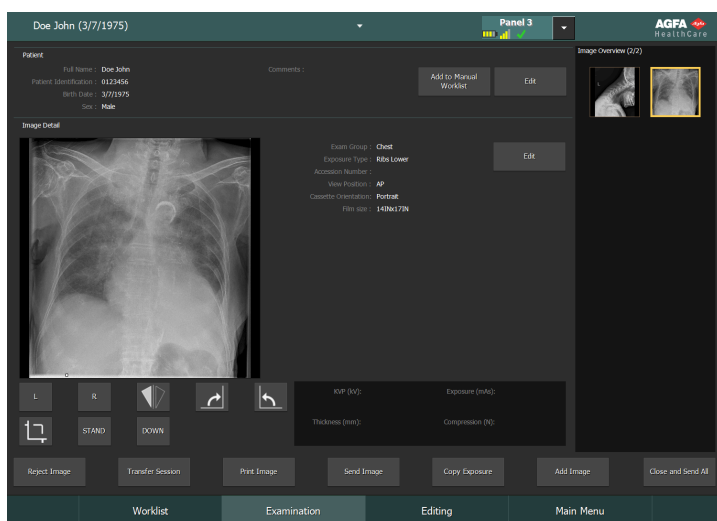 Doe John (3/7/1975)
Panel 3
AGFA
Agfa
HealthCare
Patient
Full Name : Doe John
Comments :
Patient Identification : 0123456
Birth Date : 3/7/1975
Sex : Male
Add to Manual
Worklist
Edit
Image Overview (2/2)
L
Image Detail
Exam Group : Chest
Exposure Type : Ribs Lower
Accession Number :
View Position : AP
Cassette Orientation: Portrait
Film size : 14INx17IN
Edit
L
R
STAND
DOWN
KVP (kV):
Exposure (mAs):
Thickness (mm):
Compression (N):
Reject Image
Transfer Session
Print Image
Send Image
Copy Exposure
Add Image
Close and Send All
Worklist
Examination
Editing
Main Menu